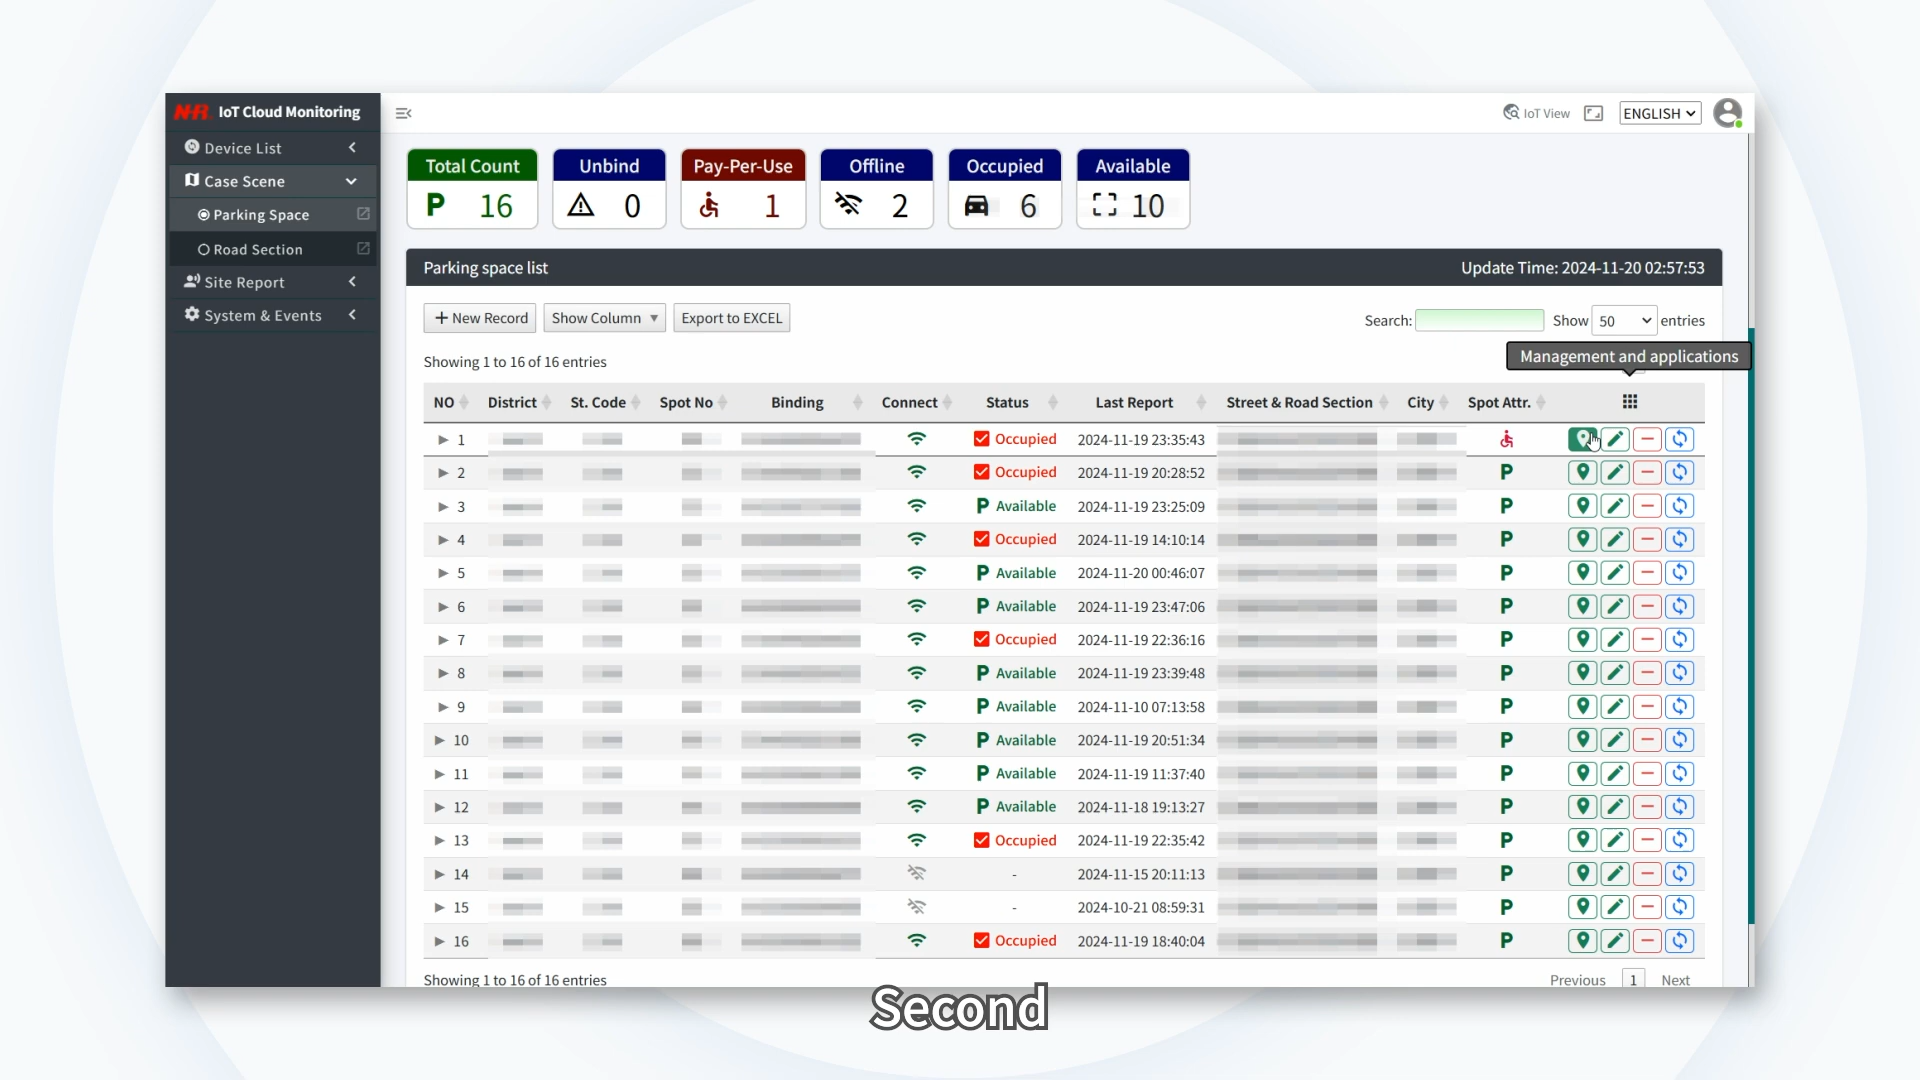 NHR IoT Cloud Monitoring
IoT View
ENGLISH
Device List
Case Scene
Parking Space
Road Section
Site Report
System & Events
Total Count
P 16
Unbind
0
Pay-Per-Use
1
Offline
2
Occupied
6
Available
10
Parking space list
Update Time: 2024-11-20 02:57:53
+ New Record
Show Column
Export to EXCEL
Search:
Show 50 entries
Showing 1 to 16 of 16 entries
Management and applications
NO District St. Code Spot No Binding Connect Status Last Report Street & Road Section City Spot Attr.
1 Occupied 2024-11-19 23:35:43
2 Occupied 2024-11-19 20:28:52 P
3 P Available 2024-11-19 23:25:09 P
4 Occupied 2024-11-19 14:10:14 P
5 P Available 2024-11-20 00:46:07 P
6 P Available 2024-11-19 23:47:06 P
7 Occupied 2024-11-19 22:36:16 P
8 P Available 2024-11-19 23:39:48 P
9 P Available 2024-11-10 07:13:58 P
10 P Available 2024-11-19 20:51:34 P
11 P Available 2024-11-19 11:37:40 P
12 P Available 2024-11-18 19:13:27 P
13 Occupied 2024-11-19 22:35:42 P
14 - 2024-11-15 20:11:13 P
15 - 2024-10-21 08:59:31 P
16 Occupied 2024-11-19 18:40:04 P
Showing 1 to 16 of 16 entries
Previous 1 Next
Second